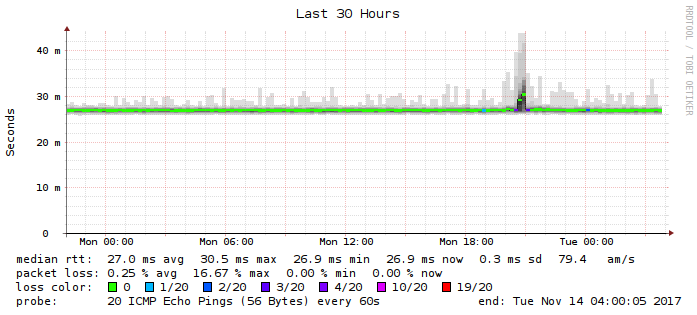 Last 30 Hours
RRDTOOL / TOBI OETIKER
Seconds
40 m
30 m
20 m
10 m
0
Mon 00:00 Mon 06:00 Mon 12:00 Mon 18:00 Tue 00:00
median rtt: 27.0 ms avg 30.5 ms max 26.9 ms min 26.9 ms now 0.3 ms sd 79.4 am/s
packet loss: 0.25 % avg 16.67 % max 0.00 % min 0.00 % now
loss color: 0 1/20 2/20 3/20 4/20 10/20 19/20
probe: 20 ICMP Echo Pings (56 Bytes) every 60s end: Tue Nov 14 04:00:05 2017